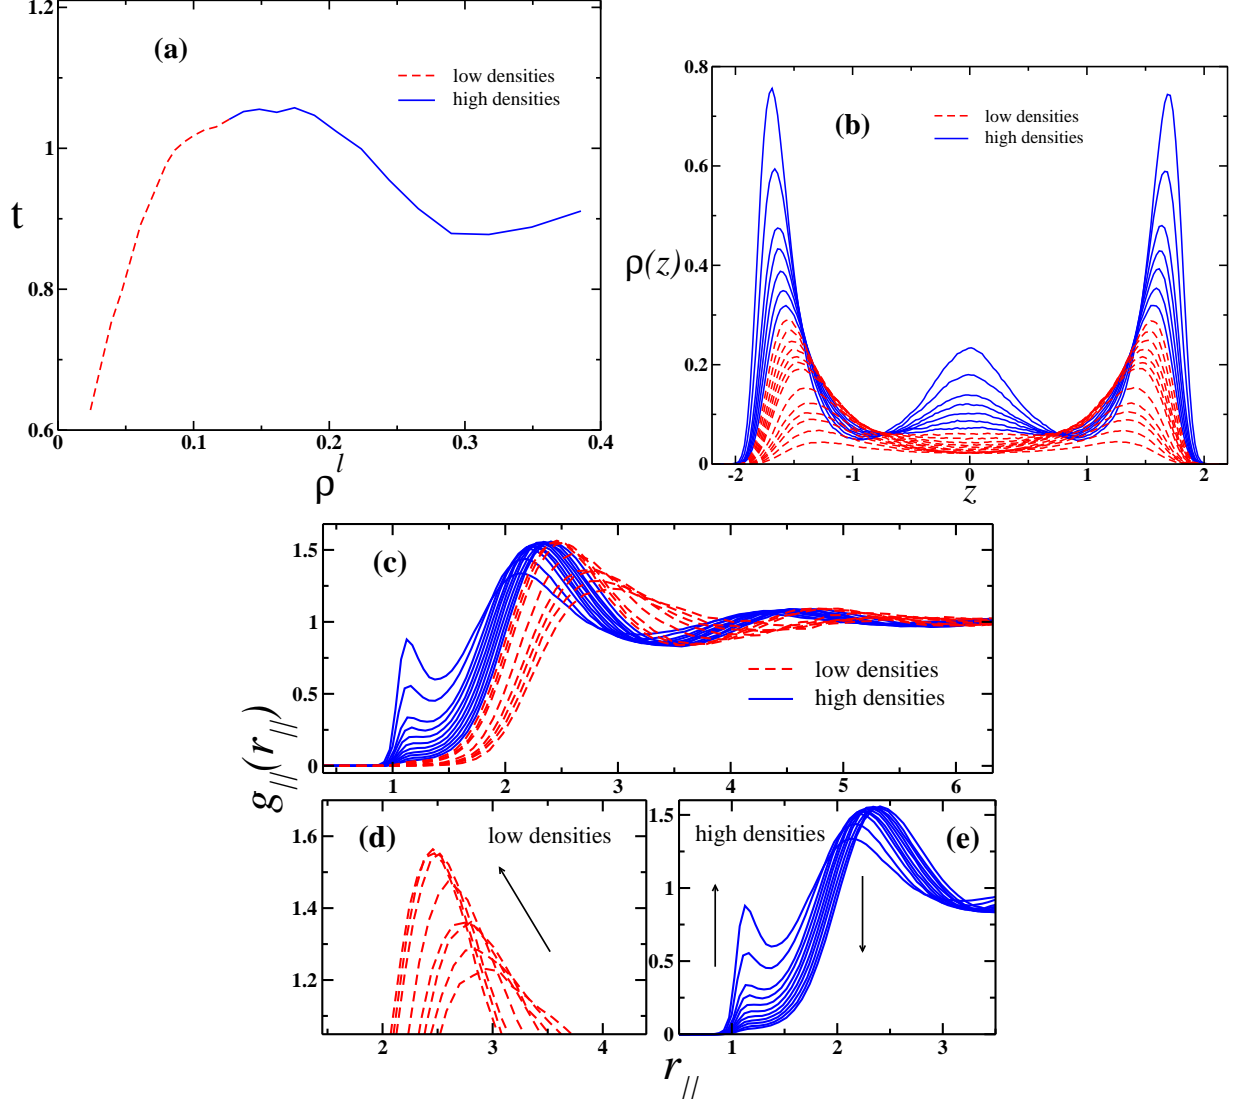 1.2
1
0.8
0.6
t
(a)
low densities
high densities
0
0.1
0.2
0.3
0.4
ρˡ
0.8
0.6
0.4
0.2
0
ρ(z)
(b)
low densities
high densities
-2
-1
0
1
2
z
1.5
1
0.5
0
(c)
low densities
high densities
1
2
3
4
5
6
g//(r//)
1.6
1.4
1.2
(d)
low densities
2
3
4
1.5
1
0.5
0
high densities
(e)
1
2
3
r//